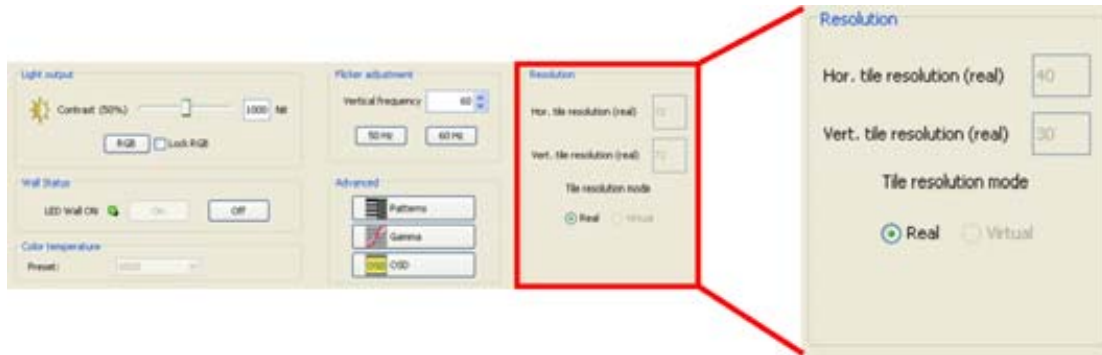 Light output
Contrast (50%)
1000 Nit
RGB
Lock RGB
Wall Status
LED Wall ON
On
Off
Color temperature
Preset:
Flicker adjustment
Vertical frequency
60
50 Hz
60 Hz
Advanced
Patterns
Gamma
OSD OSD
Resolution
Hor. tile resolution (real)
Vert. tile resolution (real)
Tile resolution mode
Real Virtual
Resolution
Hor. tile resolution (real) 40
Vert. tile resolution (real) 30
Tile resolution mode
Real Virtual